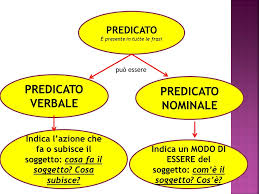 PREDICATO
È presente in tutte le frasi
può essere
PREDICATO
VERBALE
PREDICATO
NOMINALE
Indica l'azione che
fa o subisce il
soggetto: cosa fa il
soggetto? Cosa
subisce?
Indica un MODO DI
ESSERE del
soggetto: com'è il
soggetto? Cos'è?